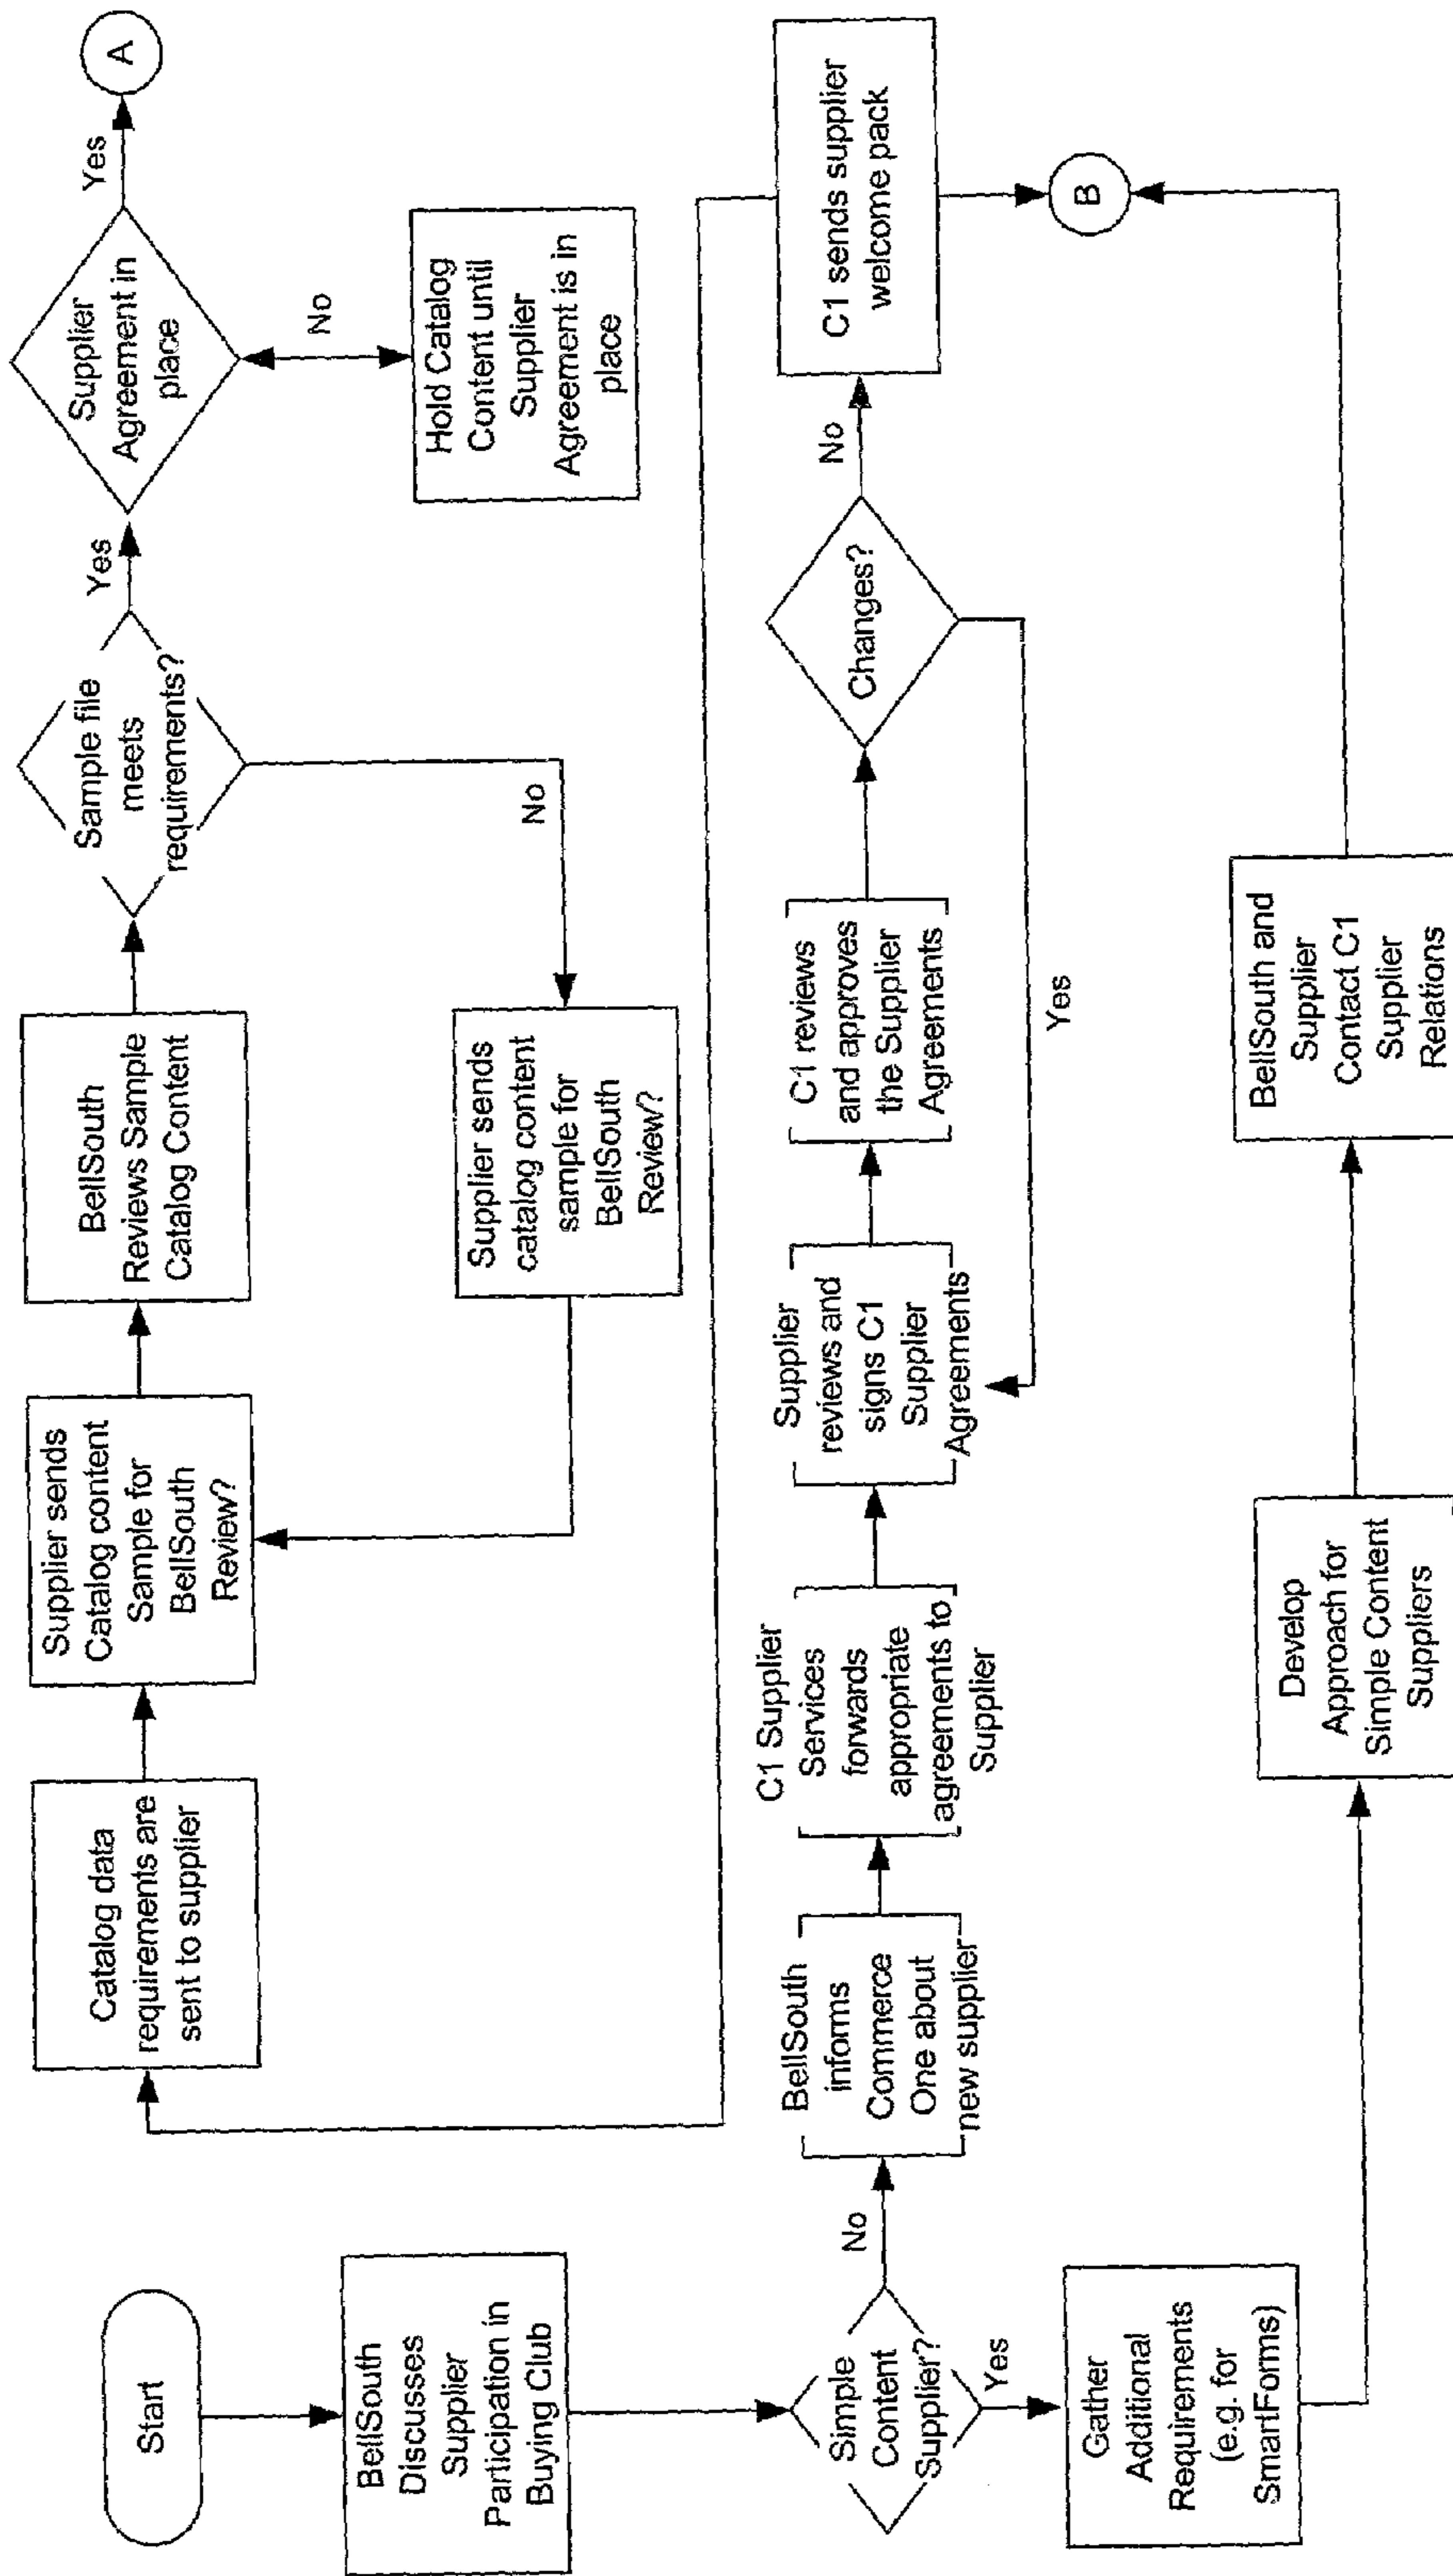 Start
BellSouth
Discusses
Supplier
Participation in
Buying Club
Simple
Content
Supplier?
No
Yes
Gather
Additional
Requirements
(e.g. for
SmartForms)
Develop
Approach for
Simple Content
Suppliers
BellSouth and
Supplier
Contact C1
Supplier
Relations
BellSouth
informs
Commerce
One about
new supplier
C1 Supplier
Services
forwards
appropriate
agreements to
Supplier
Supplier
reviews and
signs C1
Supplier
Agreements
C1 reviews
and approves
the Supplier
Agreements
Changes?
Yes
No
C1 sends supplier
welcome pack
B
Catalog data
requirements are
sent to supplier
Supplier sends
Catalog content
Sample for
BellSouth
Review?
BellSouth
Reviews Sample
Catalog Content
Sample file
meets
requirements?
No
Supplier sends
catalog content
sample for
BellSouth
Review?
Yes
Supplier
Agreement in
place
No
Hold Catalog
Content until
Supplier
Agreement is in
place
Yes
A